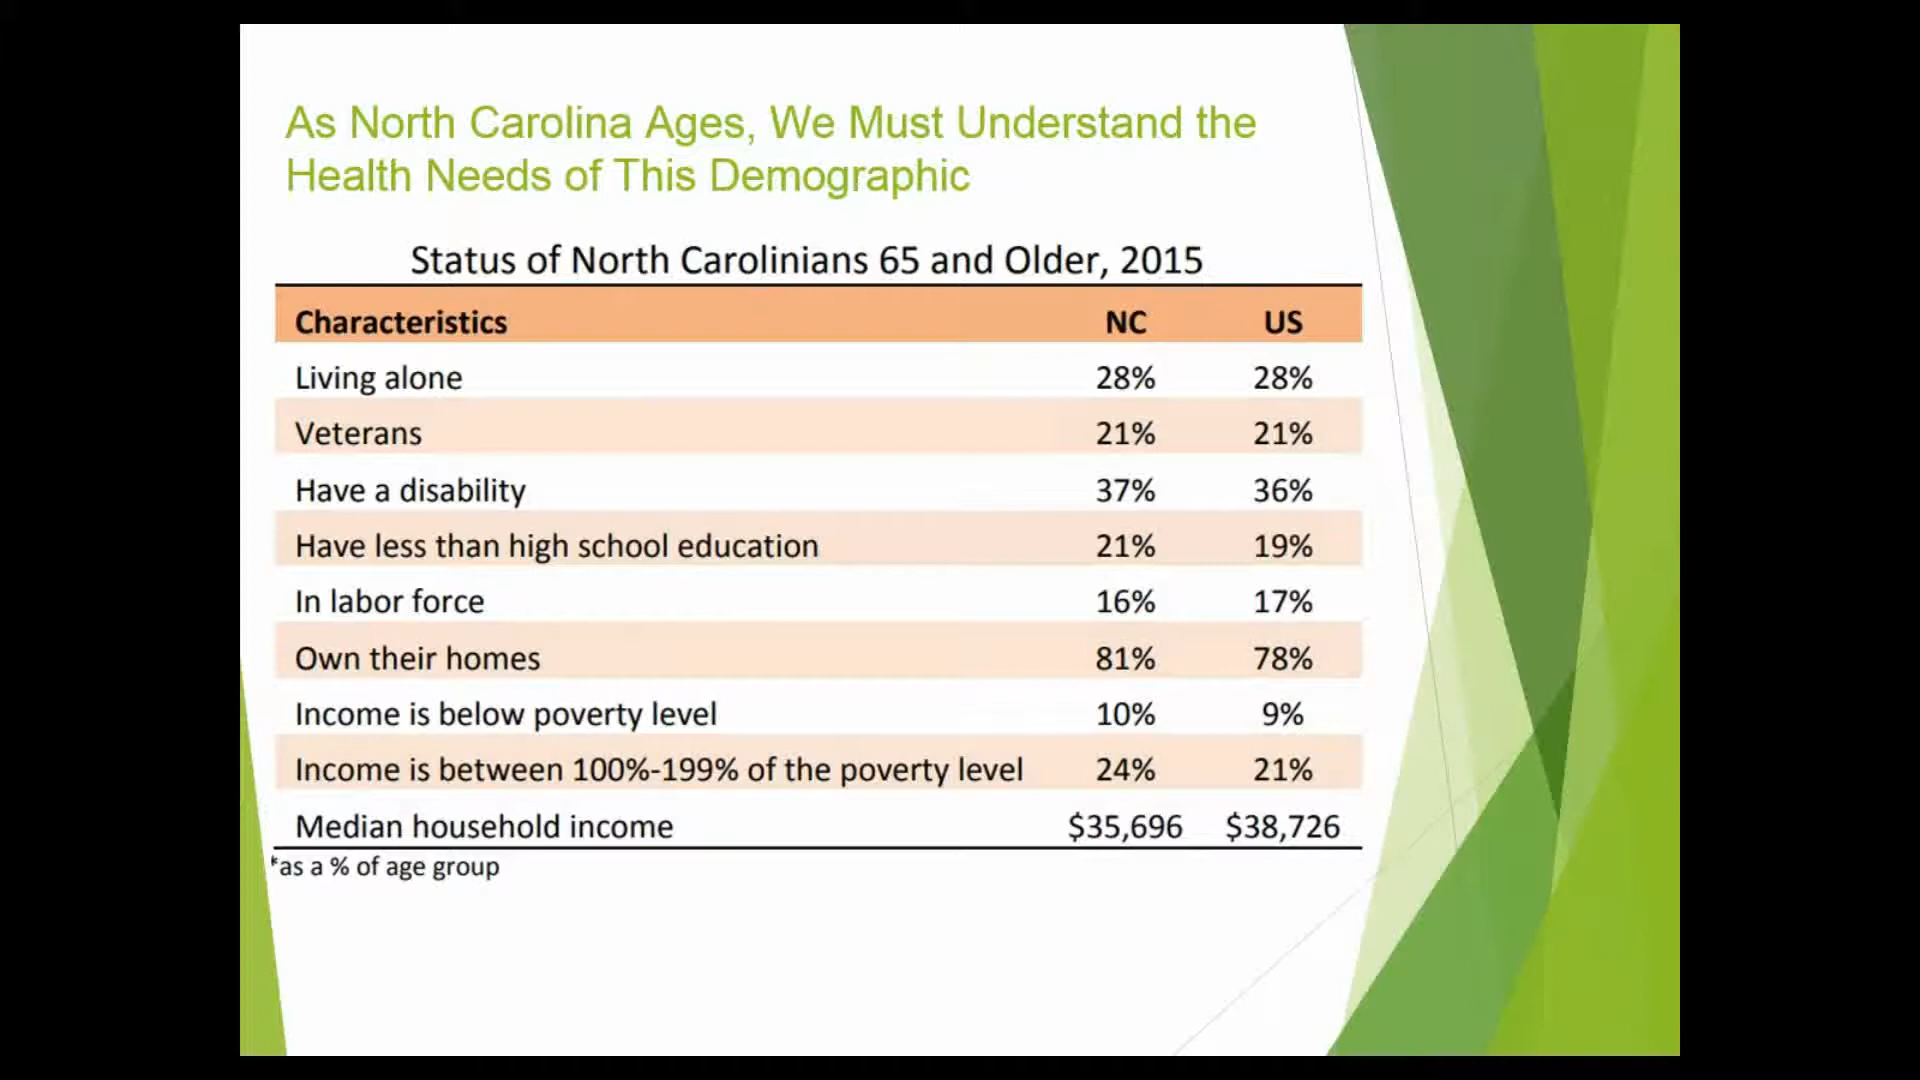 As North Carolina Ages, We Must Understand the
Health Needs of This Demographic
Status of North Carolinians 65 and Older, 2015
Characteristics NC US
Living alone 28% 28%
Veterans 21% 21%
Have a disability 37% 36%
Have less than high school education 21% 19%
In labor force 16% 17%
Own their homes 81% 78%
Income is below poverty level 10% 9%
Income is between 100%-199% of the poverty level 24% 21%
Median household income $35,696 $38,726
*as a % of age group